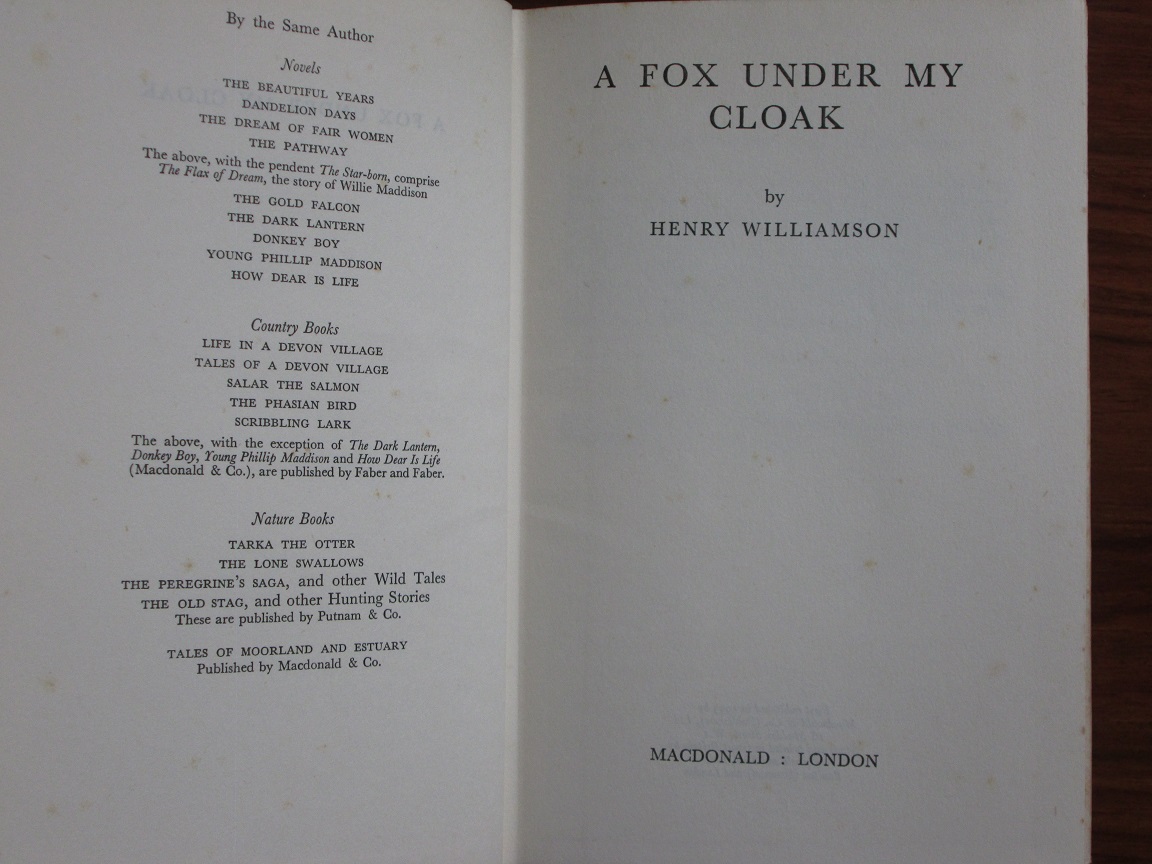 By the Same Author
Novels
THE BEAUTIFUL YEARS
DANDELION DAYS
THE DREAM OF FAIR WOMEN
THE PATHWAY
The above, with the pendent The Star-born, comprise
The Flax of Dream, the story of Willie Maddison
THE GOLD FALCON
THE DARK LANTERN
DONKEY BOY
YOUNG PHILLIP MADDISON
HOW DEAR IS LIFE
Country Books
LIFE IN A DEVON VILLAGE
TALES OF A DEVON VILLAGE
SALAR THE SALMON
THE PHASIAN BIRD
SCRIBBLING LARK
The above, with the exception of The Dark Lantern,
Donkey Boy, Young Phillip Maddison and How Dear Is Life
(Macdonald & Co.), are published by Faber and Faber.
Nature Books
TARKA THE OTTER
THE LONE SWALLOWS
THE PEREGRINE'S SAGA, and other Wild Tales
THE OLD STAG, and other Hunting Stories
These are published by Putnam & Co.
TALES OF MOORLAND AND ESTUARY
Published by Macdonald & Co.
A FOX UNDER MY
CLOAK
by
HENRY WILLIAMSON
MACDONALD : LONDON